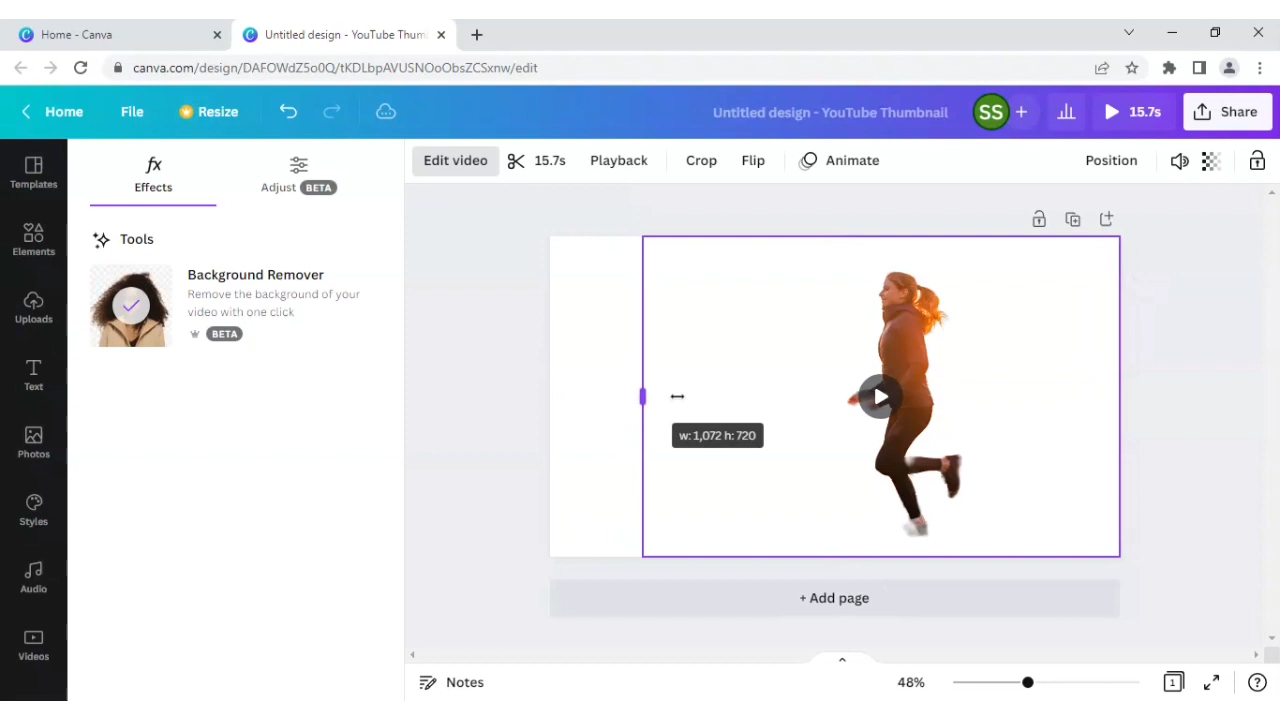 Home - Canva
Untitled design - YouTube Thum
canva.com/design/DAFOWdZ5o0Q/tKDLbpAVUSNOoObsZCSxnw/edit
Home File Resize Untitled design - YouTube Thumbnail SS + 15.7s Share
Edit video 15.7s Playback Crop Flip Animate Position
Templates
Elements
Uploads
Text
Photos
Styles
Audio
Videos
fx
Effects
Adjust BETA
Tools
Background Remover
Remove the background of your
video with one click
BETA
w: 1,072 h: 720
+ Add page
Notes 48% 1 ?